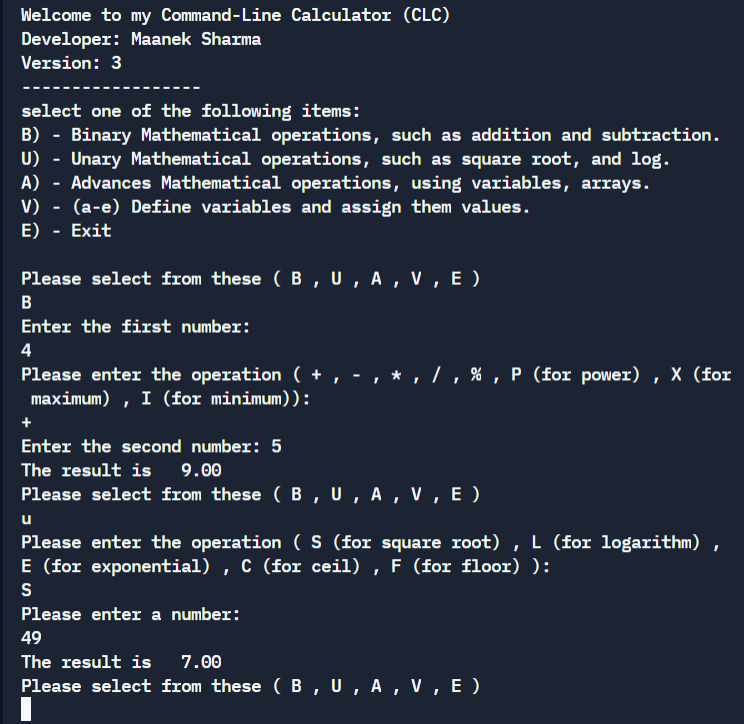 Welcome to my Command-Line Calculator (CLC)
Developer: Maanek Sharma
Version: 3
------------------
select one of the following items:
B) - Binary Mathematical operations, such as addition and subtraction.
U) - Unary Mathematical operations, such as square root, and log.
A) - Advances Mathematical operations, using variables, arrays.
V) - (a-e) Define variables and assign them values.
E) - Exit
Please select from these ( B , U , A , V , E )
B
Enter the first number:
4
Please enter the operation ( + , - , * , / , % , P (for power) , X (for
maximum) , I (for minimum)):
+
Enter the second number: 5
The result is   9.00
Please select from these ( B , U , A , V , E )
u
Please enter the operation ( S (for square root) , L (for logarithm) ,
E (for exponential) , C (for ceil) , F (for floor) ):
S
Please enter a number:
49
The result is   7.00
Please select from these ( B , U , A , V , E )